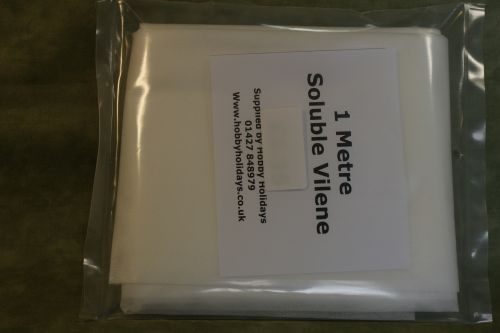 1 Metre
Soluble Vilene
Supplied by Hobby Holidays
01427 848979
Www.hobbyholidays.co.uk